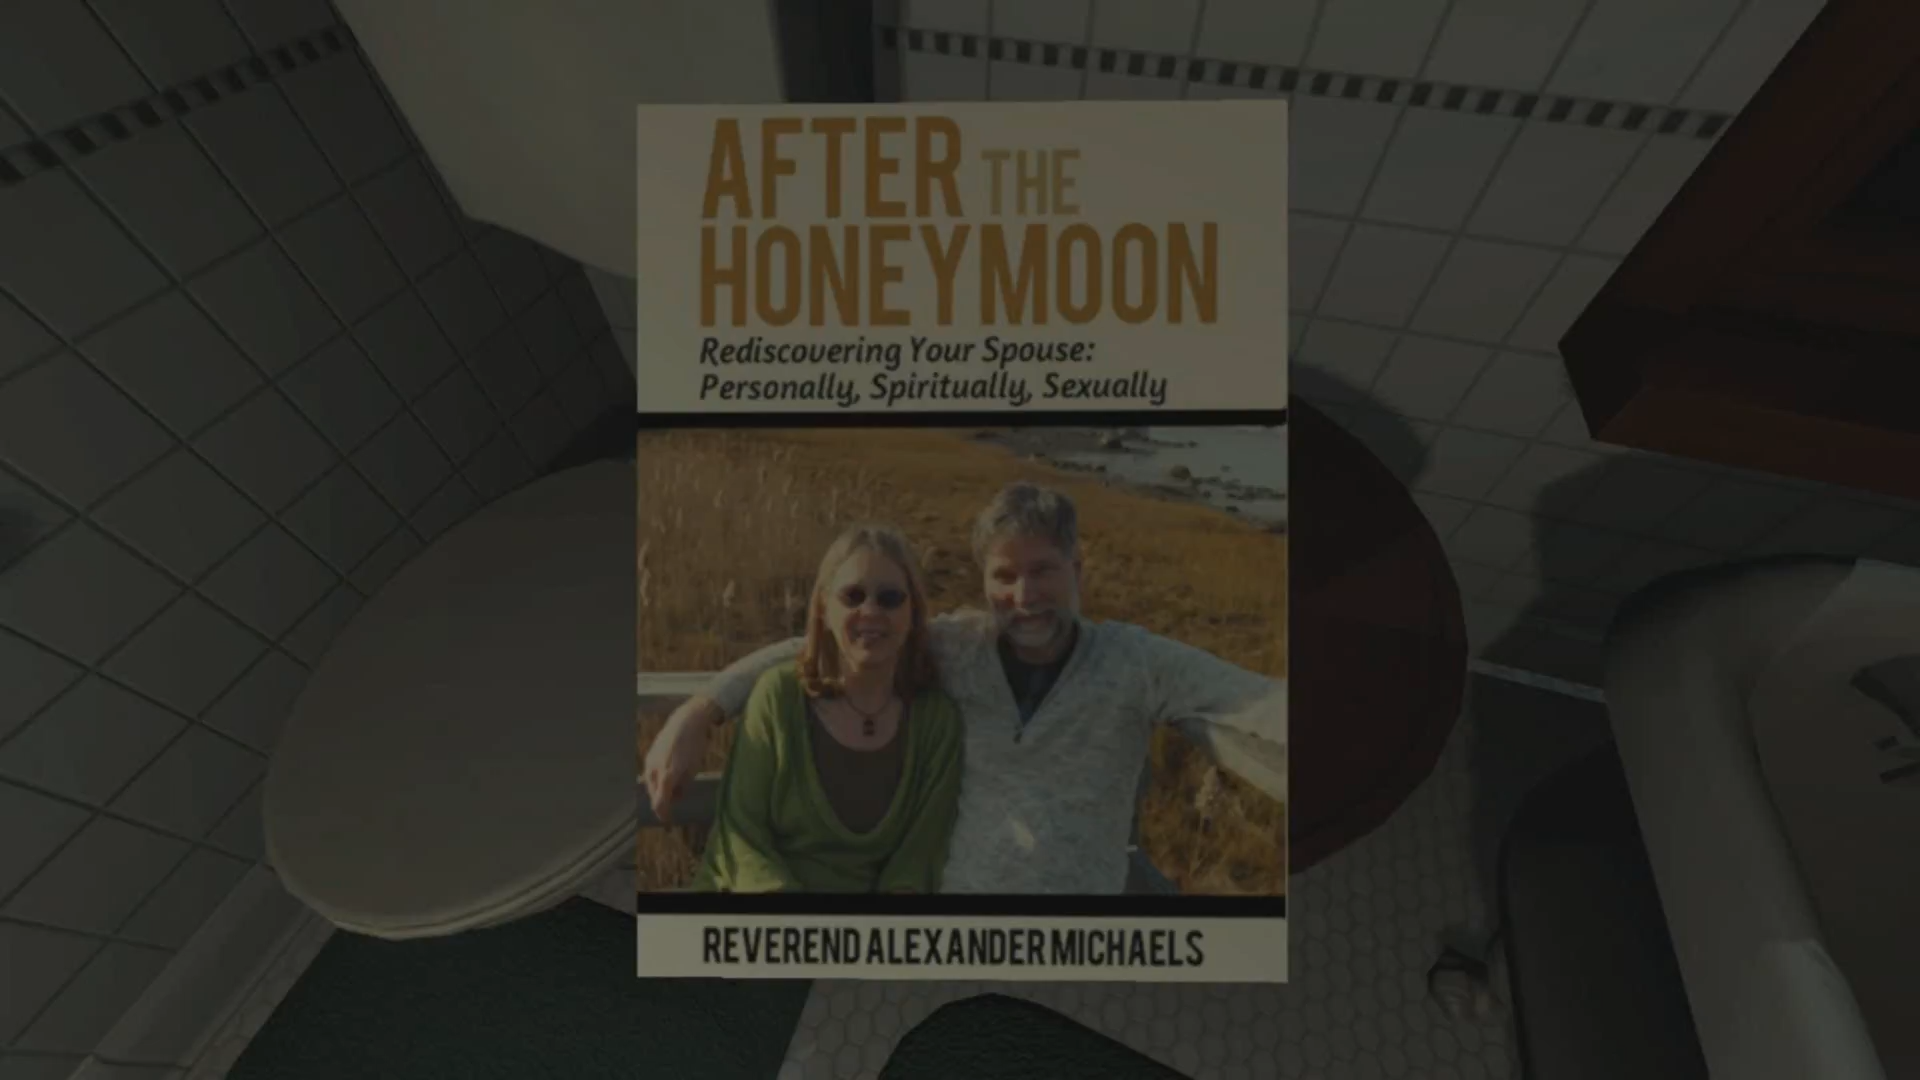 AFTER THE
HONEYMOON
Rediscovering Your Spouse:
Personally, Spiritually, Sexually
REVEREND ALEXANDER MICHAELS